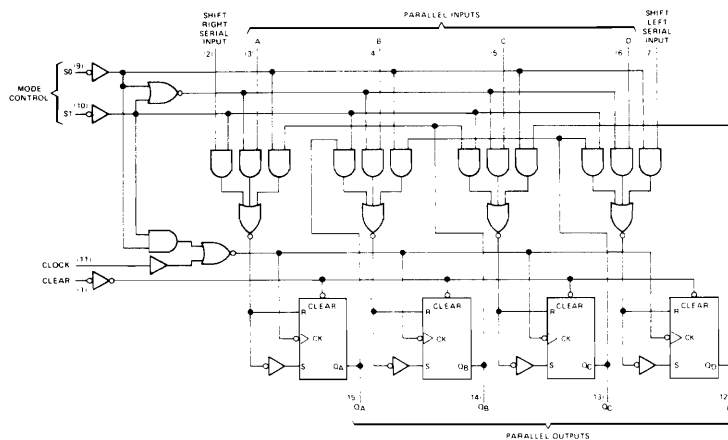 SHIFT
RIGHT
SERIAL
INPUT
(2)
PARALLEL INPUTS
A
(3)
B
4
C
(5
D
(6
SHIFT
LEFT
SERIAL
INPUT
7
MODE
CONTROL
S0 (9)
S1 (10)
CLOCK (11)
CLEAR (1)
CLEAR
R
CK
S
QA
CLEAR
R
CK
S
QB
CLEAR
R
CK
S
QC
CLEAR
R
CK
S
QD
15)
QA
14)
QB
13)
QC
12
PARALLEL OUTPUTS